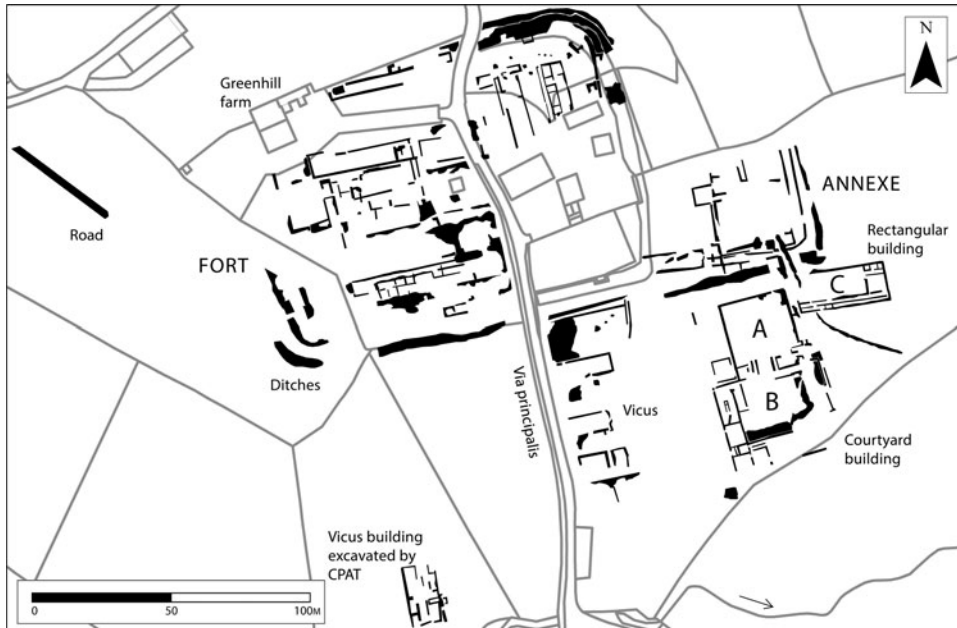 N
Greenhill
farm
ANNEXE
Road
Rectangular
building
FORT
C
A
Ditches
Via principalis
B
Vicus
Courtyard
building
Vicus building
excavated by
CPAT
0 50 100M